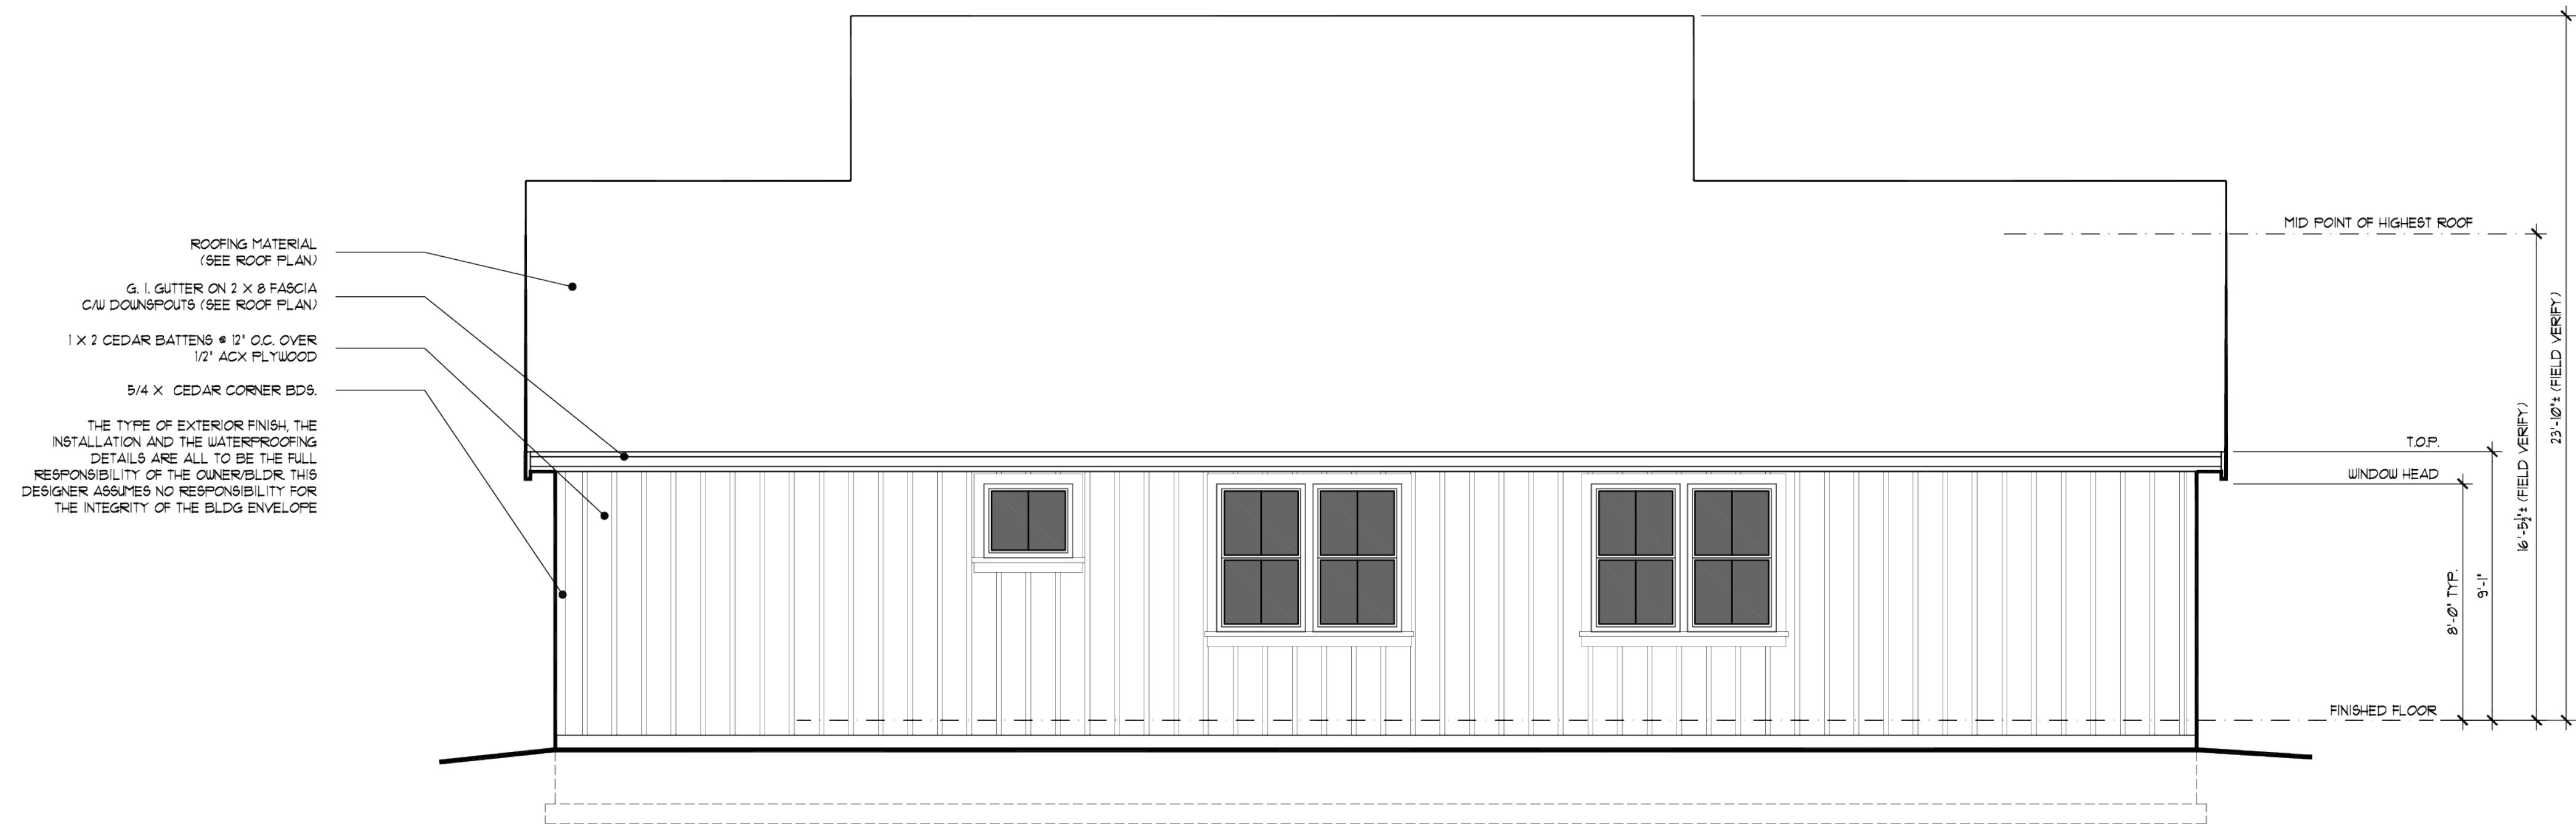 ROOFING MATERIAL
(SEE ROOF PLAN)
G. I. GUTTER ON 2 X 8 FASCIA
C/W DOWNSPOUTS (SEE ROOF PLAN)
1 X 2 CEDAR BATTENS @ 12" O.C. OVER
1/2" ACX PLYWOOD
5/4 X CEDAR CORNER BDS.
THE TYPE OF EXTERIOR FINISH, THE
INSTALLATION AND THE WATERPROOFING
DETAILS ARE ALL TO BE THE FULL
RESPONSIBILITY OF THE OWNER/BLDR. THIS
DESIGNER ASSUMES NO RESPONSIBILITY FOR
THE INTEGRITY OF THE BLDG ENVELOPE
MID POINT OF HIGHEST ROOF
T.O.P.
WINDOW HEAD
FINISHED FLOOR
8'-0" TYP.
9'-1"
16'-5½"± (FIELD VERIFY)
23'-10"± (FIELD VERIFY)